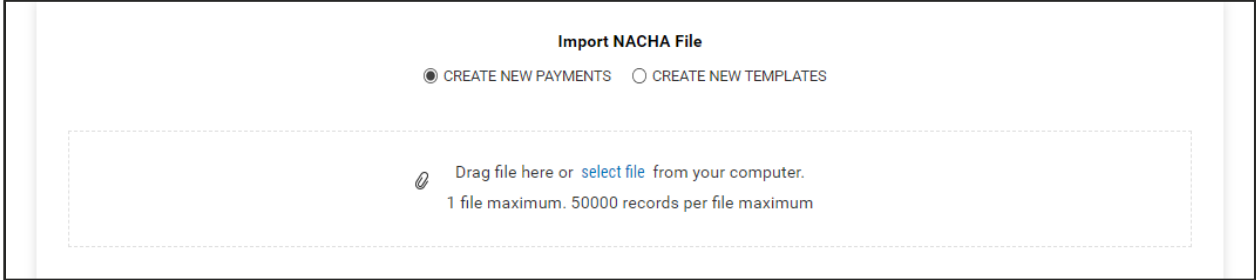 Import NACHA File
CREATE NEW PAYMENTS CREATE NEW TEMPLATES
Drag file here or select file from your computer.
1 file maximum. 50000 records per file maximum